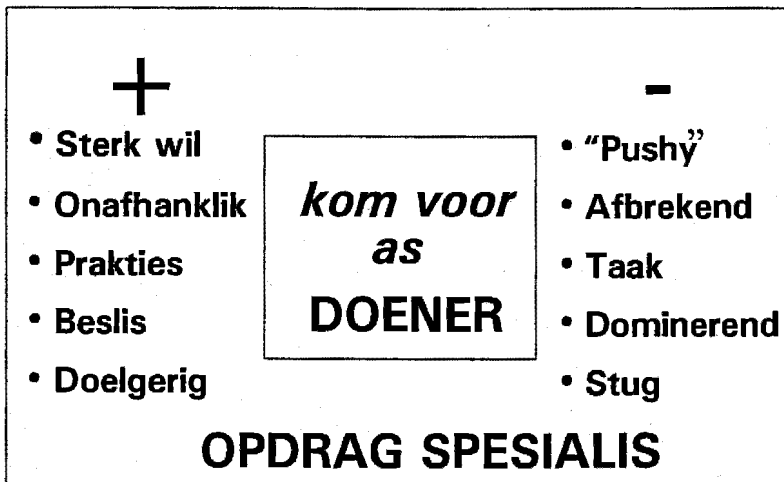 +
• Sterk wil
• Onafhanklik
• Prakties
• Beslis
• Doelgerig
kom voor
as
DOENER
-
• “Pushy”
• Afbrekend
• Taak
• Dominerend
• Stug
OPDRAG SPESIALIS